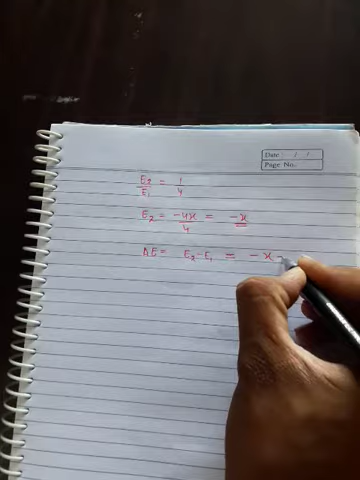 Date : / /
Page No.
E₂/E₁ = 1/4
E₂ = -4x/4 = -x
ΔE = E₂-E₁ = -x -